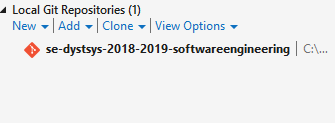 Local Git Repositories (1)
New | Add | Clone | View Options
se-dystsys-2018-2019-softwareengineering | C:\...